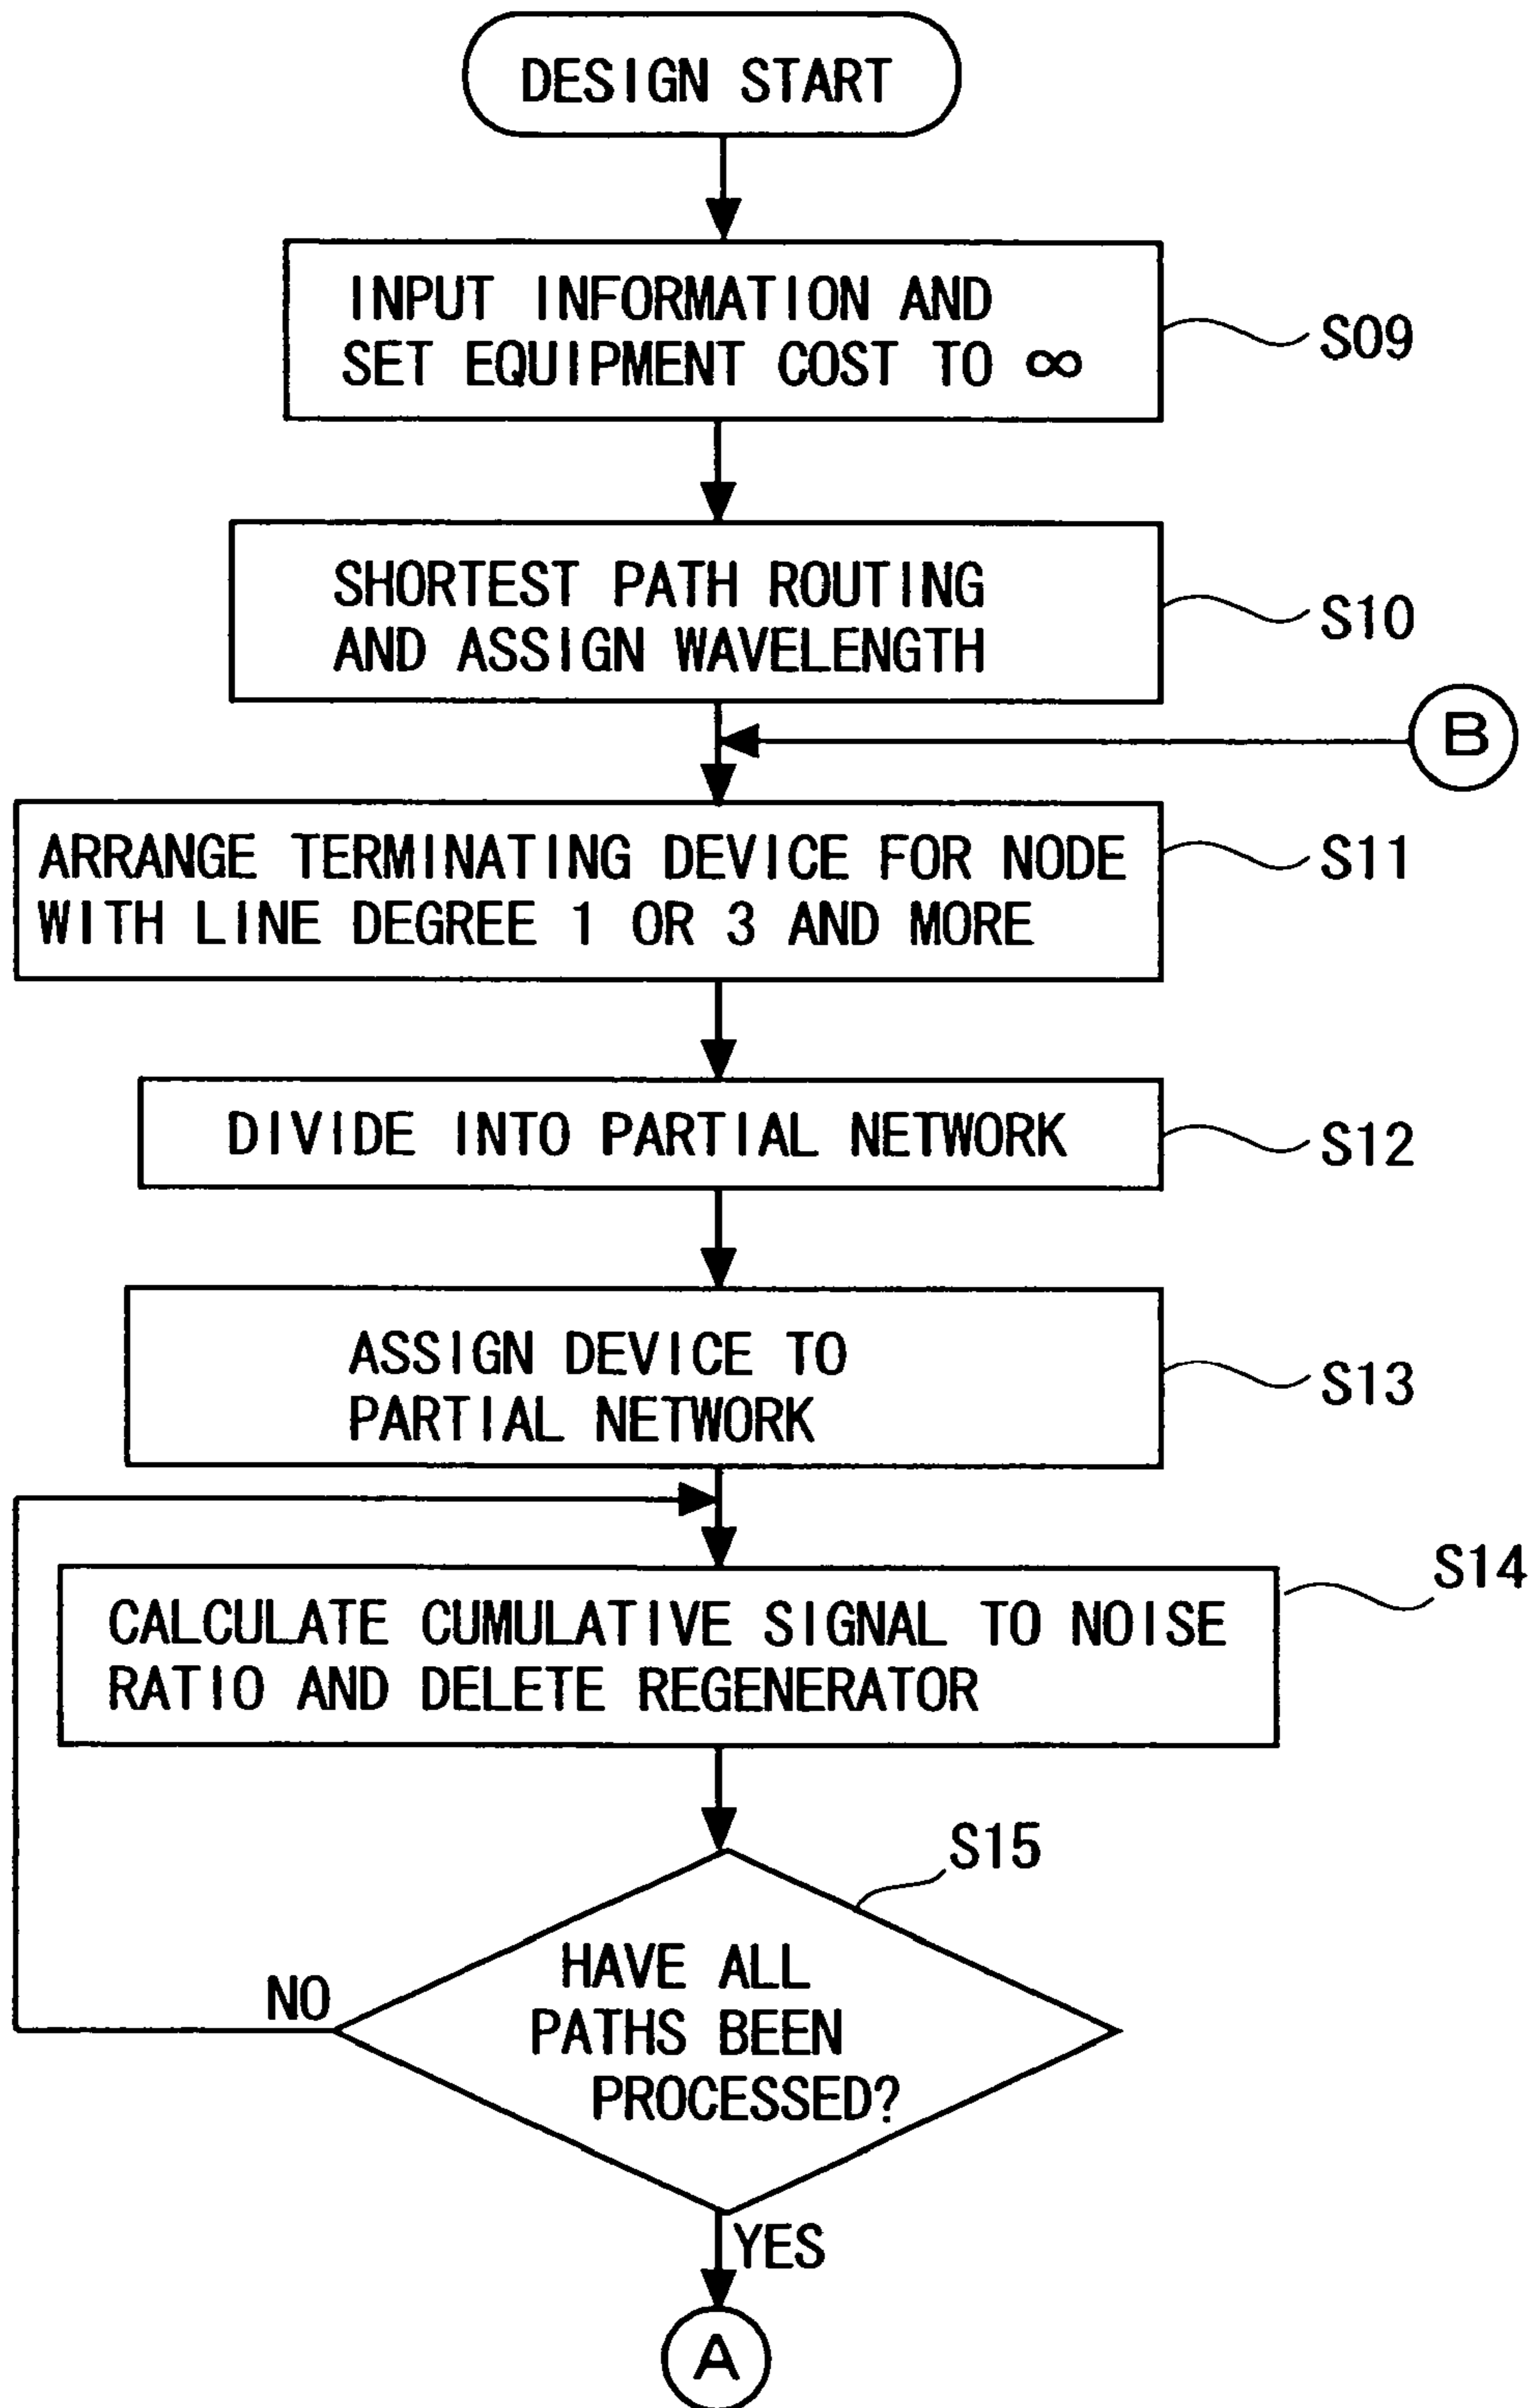 DESIGN START
INPUT INFORMATION AND
SET EQUIPMENT COST TO ∞
S09
SHORTEST PATH ROUTING
AND ASSIGN WAVELENGTH
S10
B
ARRANGE TERMINATING DEVICE FOR NODE
WITH LINE DEGREE 1 OR 3 AND MORE
S11
DIVIDE INTO PARTIAL NETWORK
S12
ASSIGN DEVICE TO
PARTIAL NETWORK
S13
CALCULATE CUMULATIVE SIGNAL TO NOISE
RATIO AND DELETE REGENERATOR
S14
S15
HAVE ALL
PATHS BEEN
PROCESSED?
NO
YES
A